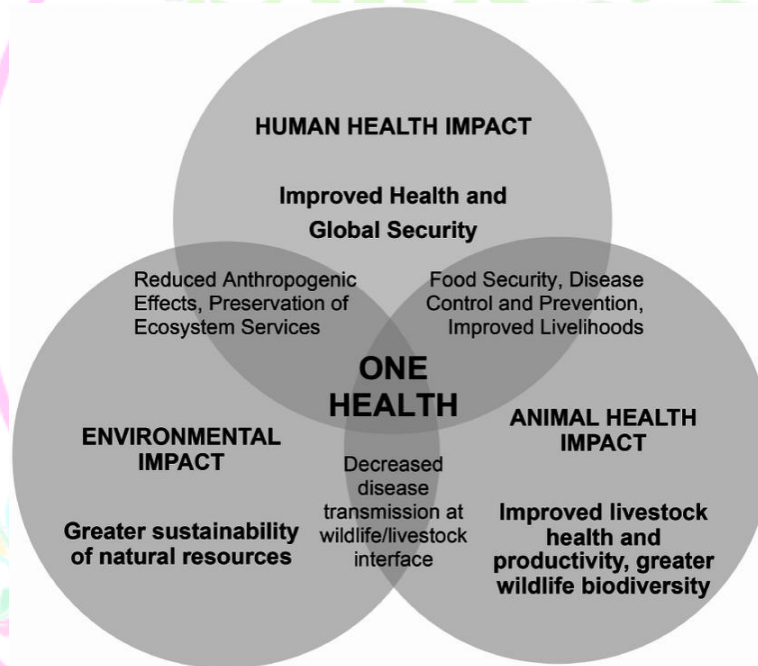 HUMAN HEALTH IMPACT
Improved Health and
Global Security
Reduced Anthropogenic
Effects, Preservation of
Ecosystem Services
Food Security, Disease
Control and Prevention,
Improved Livelihoods
ONE
HEALTH
ENVIRONMENTAL
IMPACT
Greater sustainability
of natural resources
Decreased
disease
transmission at
wildlife/livestock
interface
ANIMAL HEALTH
IMPACT
Improved livestock
health and
productivity, greater
wildlife biodiversity